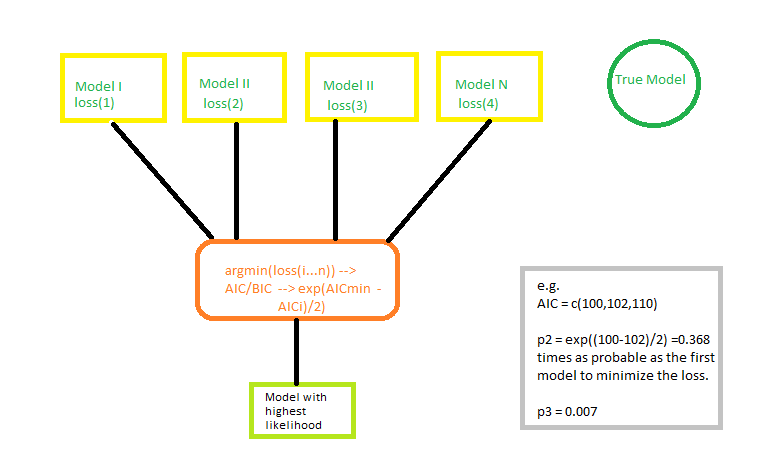 Model I
loss(1)
Model II
loss(2)
Model II
loss(3)
Model N
loss(4)
True Model
argmin(loss(i...n)) -->
AIC/BIC --> exp(AICmin -
AICi)/2)
e.g.
AIC = c(100,102,110)
p2 = exp((100-102)/2) =0.368
times as probable as the first
model to minimize the loss.
p3 = 0.007
Model with
highest
likelihood